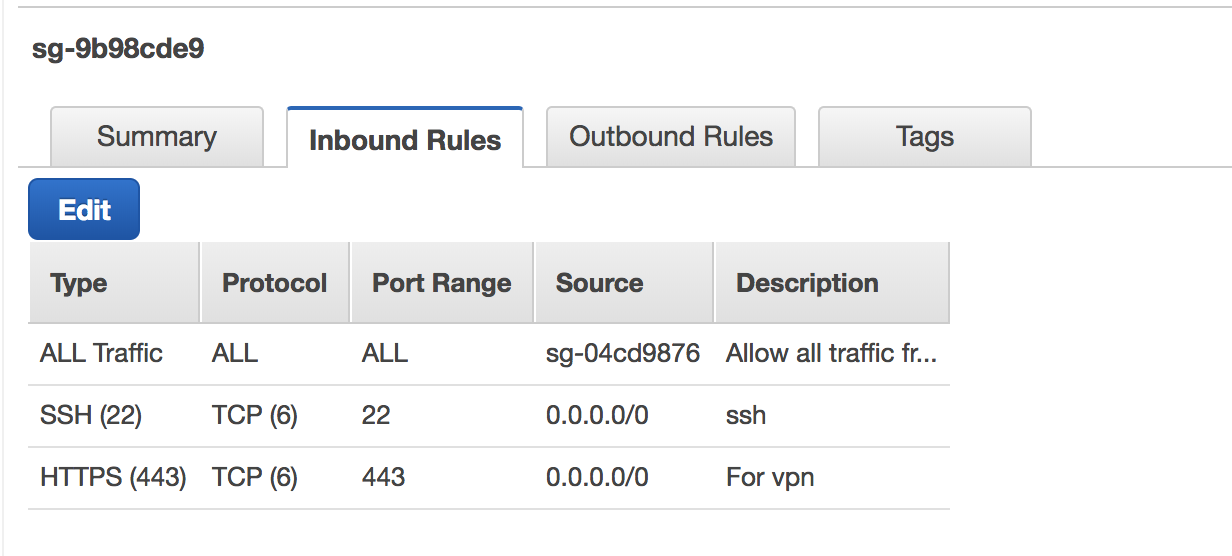 sg-9b98cde9
Summary Inbound Rules Outbound Rules Tags
Edit
Type Protocol Port Range Source Description
ALL Traffic ALL ALL sg-04cd9876 Allow all traffic fr...
SSH (22) TCP (6) 22 0.0.0.0/0 ssh
HTTPS (443) TCP (6) 443 0.0.0.0/0 For vpn